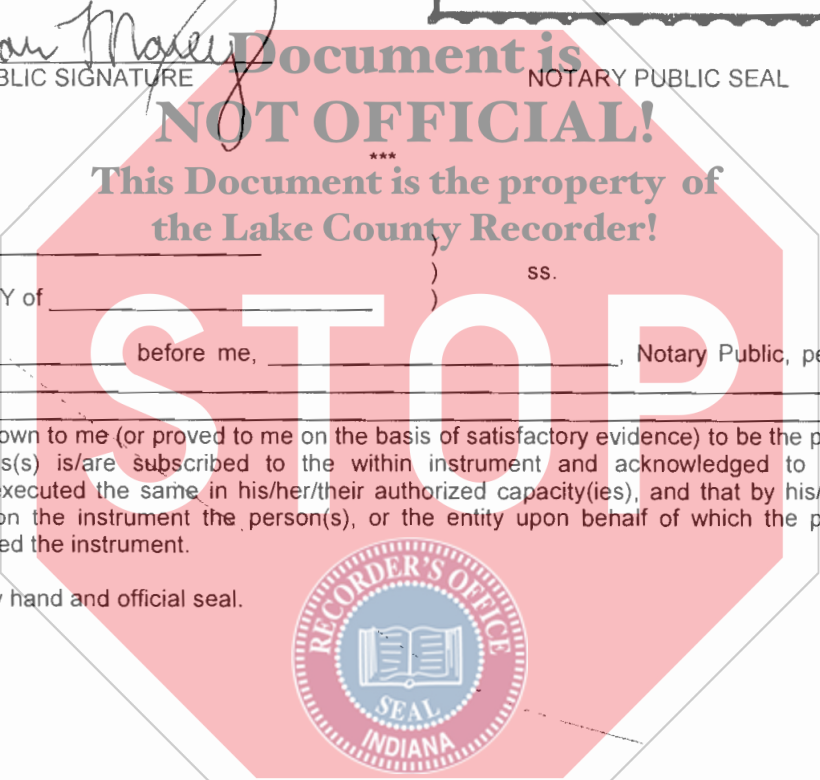 Maxey
BLIC SIGNATURE
NOTARY PUBLIC SEAL
Document is
NOT OFFICIAL!
***
This Document is the property of
the Lake County Recorder!
)
) ss.
Y of )
before me, , Notary Public, pe
own to me (or proved to me on the basis of satisfactory evidence) to be the p
s(s) is/are subscribed to the within instrument and acknowledged to
executed the same in his/her/their authorized capacity(ies), and that by his/
on the instrument the person(s), or the entity upon behalf of which the p
ed the instrument.
y hand and official seal.
STOP
RECORDER'S OFFICE
SEAL
INDIANA